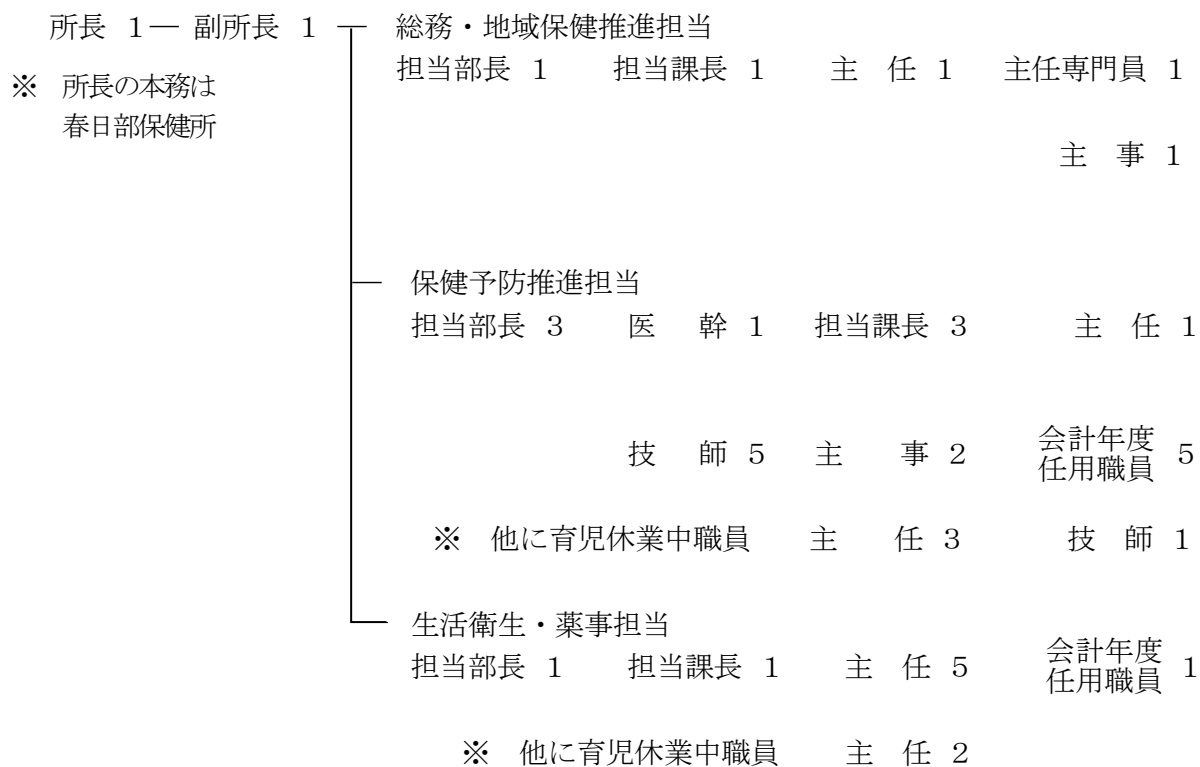 所長 1 ― 副所長 1 総務・地域保健推進担当
担当部長 1 担当課長 1 主 任 1 主任専門員 1
※ 所長の本務は
春日部保健所
主 事 1
保健予防推進担当
担当部長 3 医 幹 1 担当課長 3 主 任 1
技 師 5 主 事 2 会計年度
任用職員 5
※ 他に育児休業中職員 主 任 3 技 師 1
生活衛生・薬事担当
担当部長 1 担当課長 1 主 任 5 会計年度
任用職員 1
※ 他に育児休業中職員 主 任 2